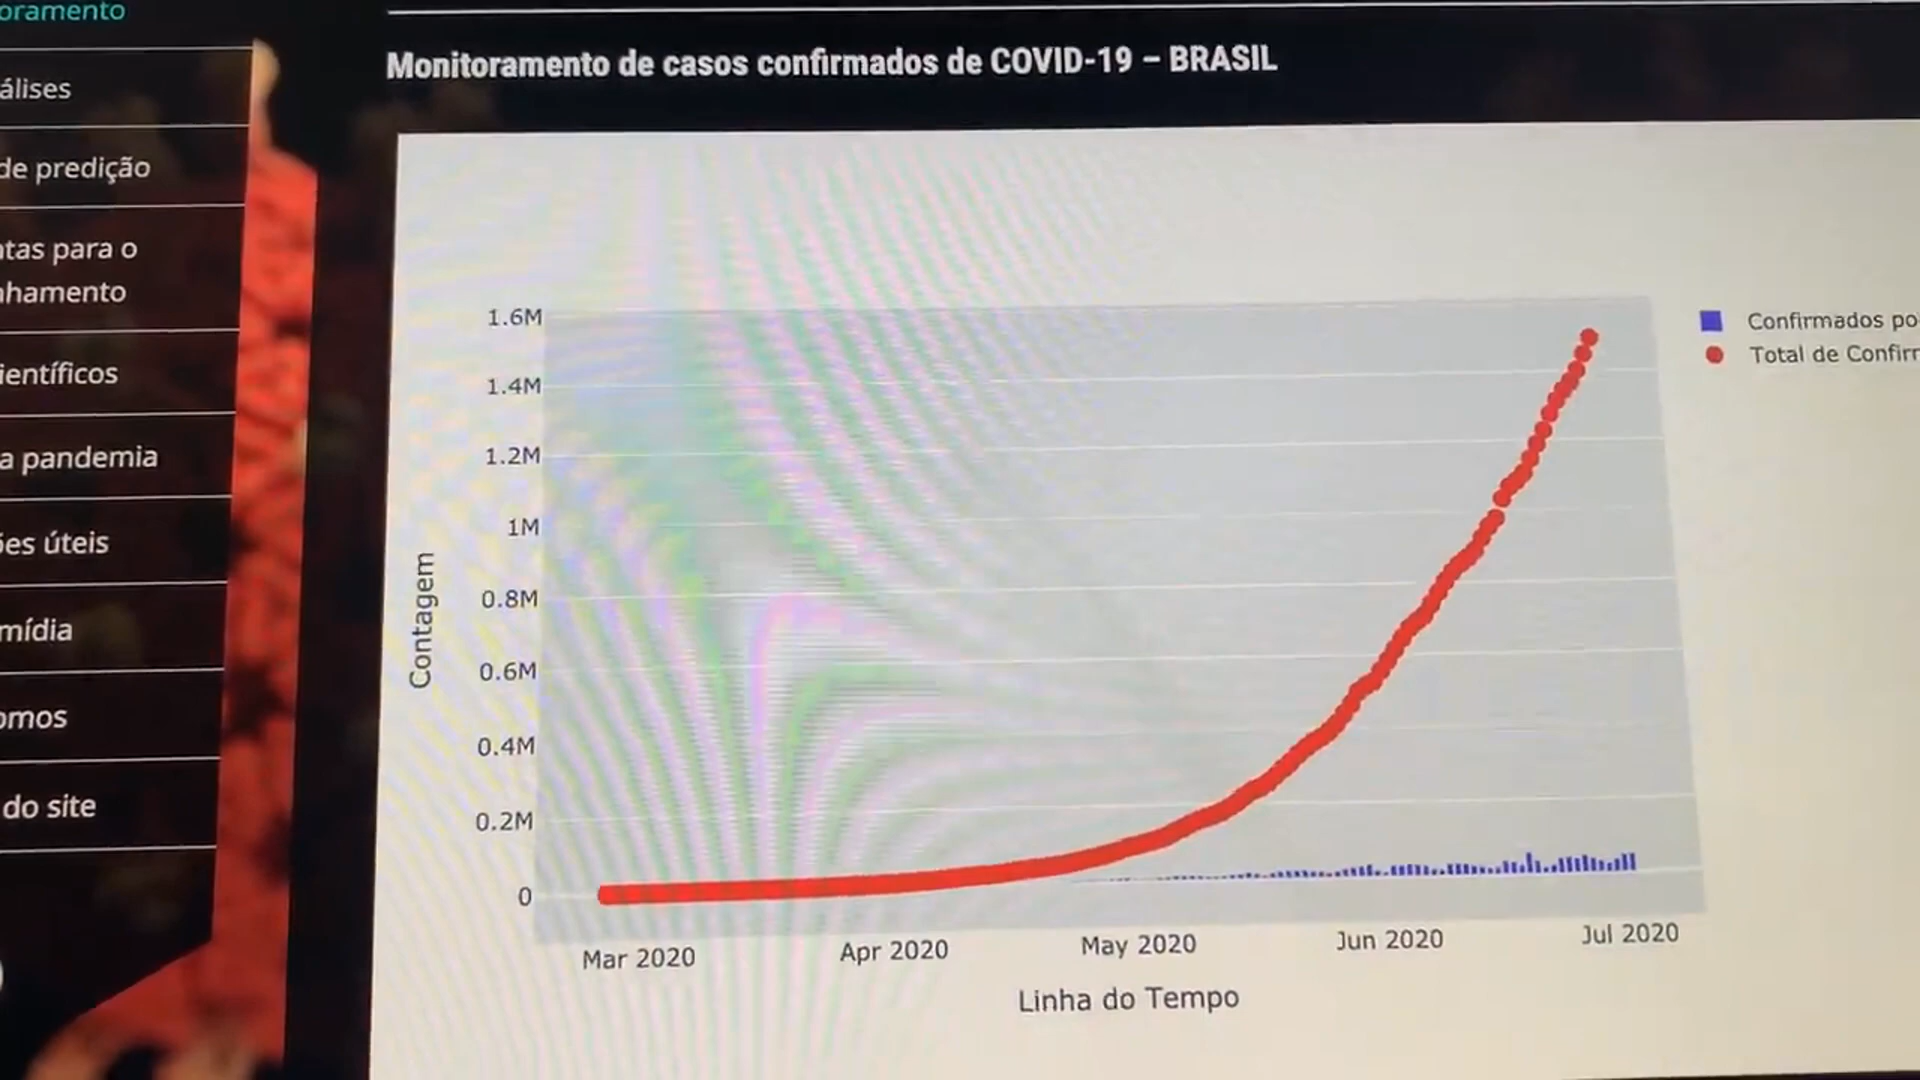 oramento
álises
de predição
tas para o
hamento
ientíficos
a pandemia
ões úteis
mídia
omos
do site
Monitoramento de casos confirmados de COVID-19 – BRASIL
1.6M
1.4M
1.2M
1M
0.8M
0.6M
0.4M
0.2M
0
Contagem
Mar 2020
Apr 2020
May 2020
Jun 2020
Jul 2020
Linha do Tempo
Confirmados po
Total de Confir